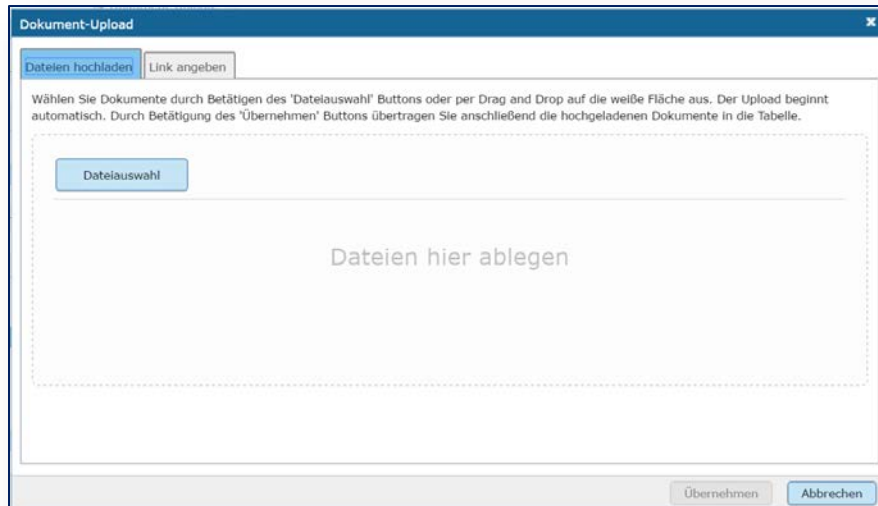 Dokument-Upload
Dateien hochladen
Link angeben
Wählen Sie Dokumente durch Betätigen des 'Dateiauswahl' Buttons oder per Drag and Drop auf die weiße Fläche aus. Der Upload beginnt
automatisch. Durch Betätigung des 'Übernehmen' Buttons übertragen Sie anschließend die hochgeladenen Dokumente in die Tabelle.
Dateiauswahl
Dateien hier ablegen
Übernehmen
Abbrechen